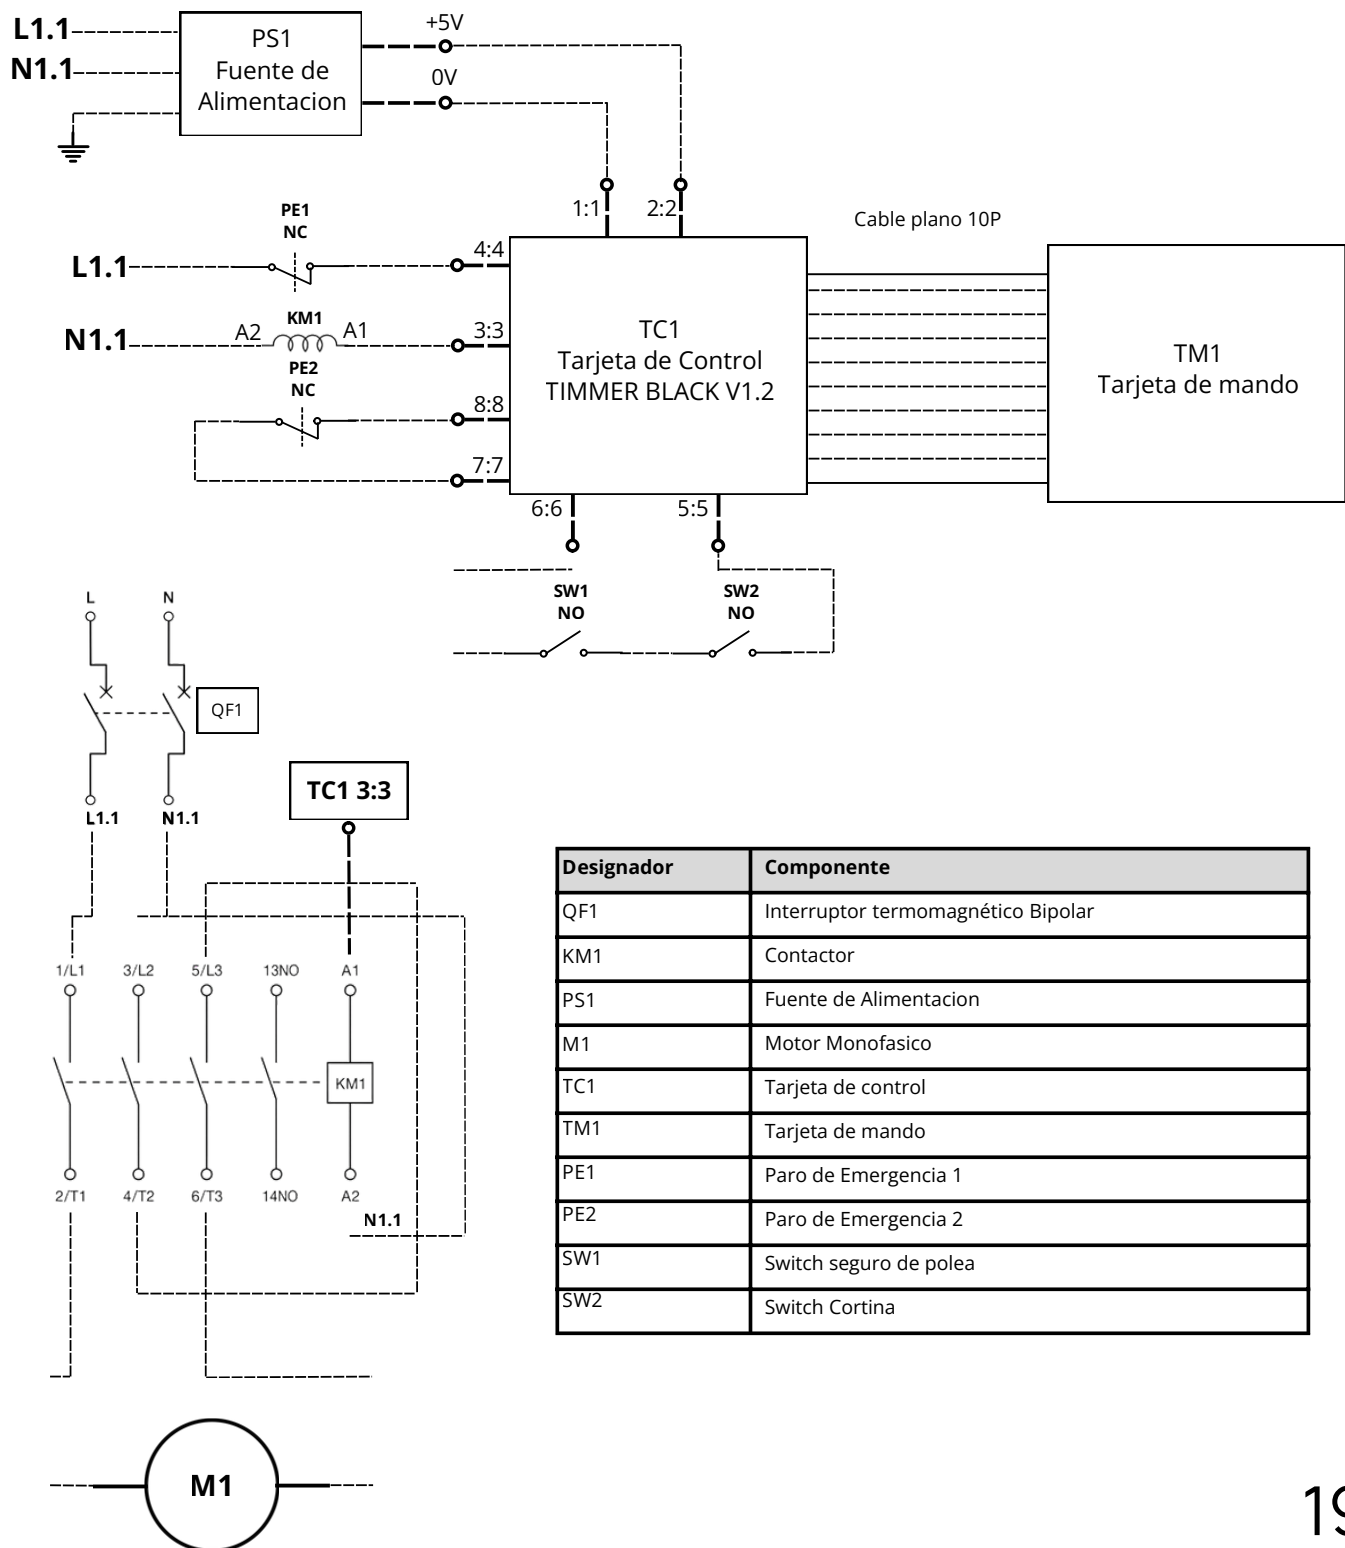 L1.1
N1.1
PS1
Fuente de
Alimentacion
+5V
0V
1:1
2:2
PE1
NC
L1.1
4:4
KM1
N1.1
A2
A1
3:3
PE2
NC
8:8
7:7
TC1
Tarjeta de Control
TIMMER BLACK V1.2
Cable plano 10P
TM1
Tarjeta de mando
6:6
5:5
SW1
NO
SW2
NO
L
N
QF1
L1.1
N1.1
TC1 3:3
1/L1
3/L2
5/L3
13NO
A1
KM1
2/T1
4/T2
6/T3
14NO
A2
N1.1
M1
Designador Componente
QF1 Interruptor termomagnético Bipolar
KM1 Contactor
PS1 Fuente de Alimentacion
M1 Motor Monofasico
TC1 Tarjeta de control
TM1 Tarjeta de mando
PE1 Paro de Emergencia 1
PE2 Paro de Emergencia 2
SW1 Switch seguro de polea
SW2 Switch Cortina
19